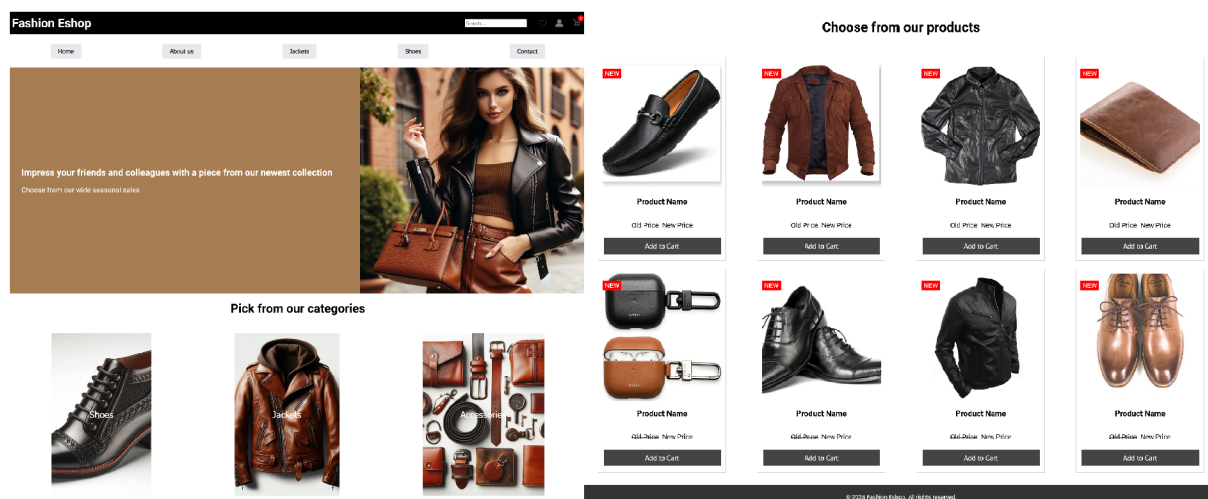 Fashion Eshop
Search...
Home
About us
Jackets
Shoes
Contact
Impress your friends and colleagues with a piece from our newest collection
Choose from our wide seasonal sales
Pick from our categories
Shoes
Jackets
Accessories
Choose from our products
NEW
NEW
NEW
Product Name
Product Name
Product Name
Product Name
Old Price New Price
Old Price New Price
Old Price New Price
Old Price New Price
Add to Cart
Add to Cart
Add to Cart
Add to Cart
NEW
NEW
NEW
Product Name
Product Name
Product Name
Product Name
Old Price New Price
Old Price New Price
Old Price New Price
Old Price New Price
Add to Cart
Add to Cart
Add to Cart
Add to Cart
© 2024 Fashion Eshop. All rights reserved.